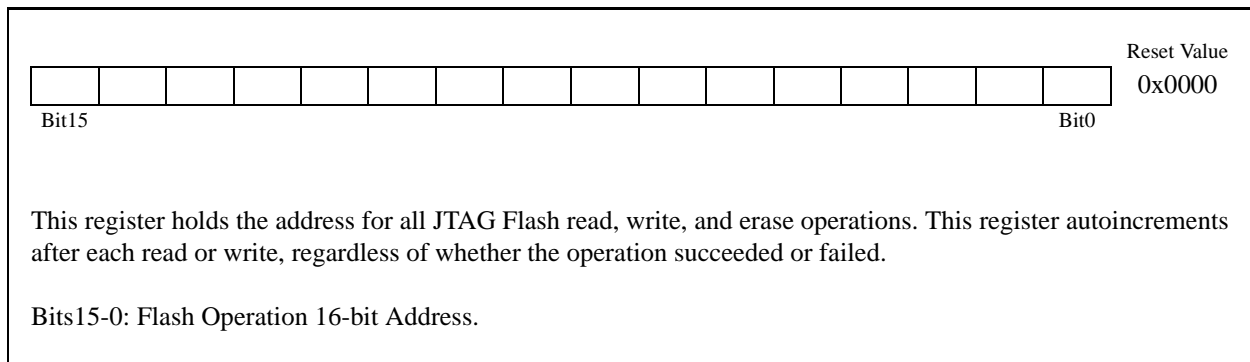 Reset Value
0x0000
Bit15 Bit0
This register holds the address for all JTAG Flash read, write, and erase operations. This register autoincrements
after each read or write, regardless of whether the operation succeeded or failed.
Bits15-0: Flash Operation 16-bit Address.